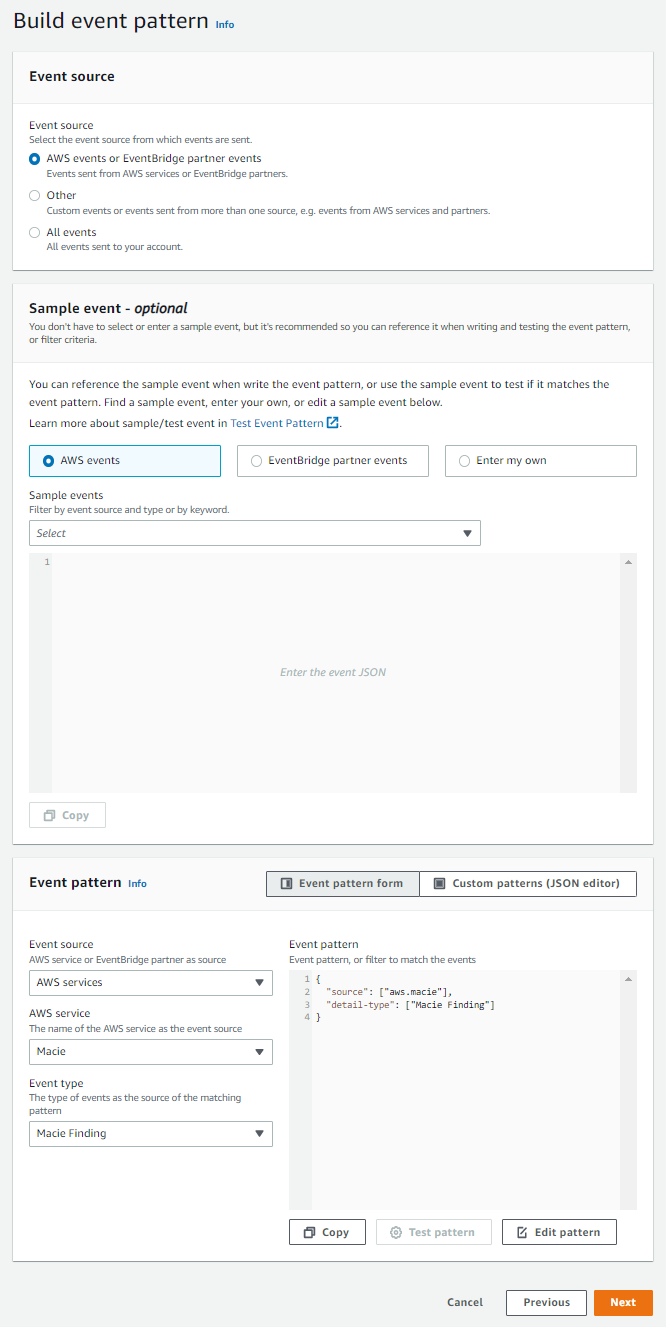 Build event pattern Info
Event source
Event source
Select the event source from which events are sent.
AWS events or EventBridge partner events
Events sent from AWS services or EventBridge partners.
Other
Custom events or events sent from more than one source, e.g. events from AWS services and partners.
All events
All events sent to your account.
Sample event - optional
You don't have to select or enter a sample event, but it's recommended so you can reference it when writing and testing the event pattern,
or filter criteria.
You can reference the sample event when write the event pattern, or use the sample event to test if it matches the
event pattern. Find a sample event, enter your own, or edit a sample event below.
Learn more about sample/test event in Test Event Pattern.
AWS events
EventBridge partner events
Enter my own
Sample events
Filter by event source and type or by keyword.
Select
1
Enter the event JSON
Copy
Event pattern Info
Event pattern form
Custom patterns (JSON editor)
Event source
AWS service or EventBridge partner as source
AWS services
AWS service
The name of the AWS service as the event source
Macie
Event type
The type of events as the source of the matching
pattern
Macie Finding
Event pattern
Event pattern, or filter to match the events
1 {
2 "source": ["aws.macie"],
3 "detail-type": ["Macie Finding"]
4 }
Copy
Test pattern
Edit pattern
Cancel
Previous
Next